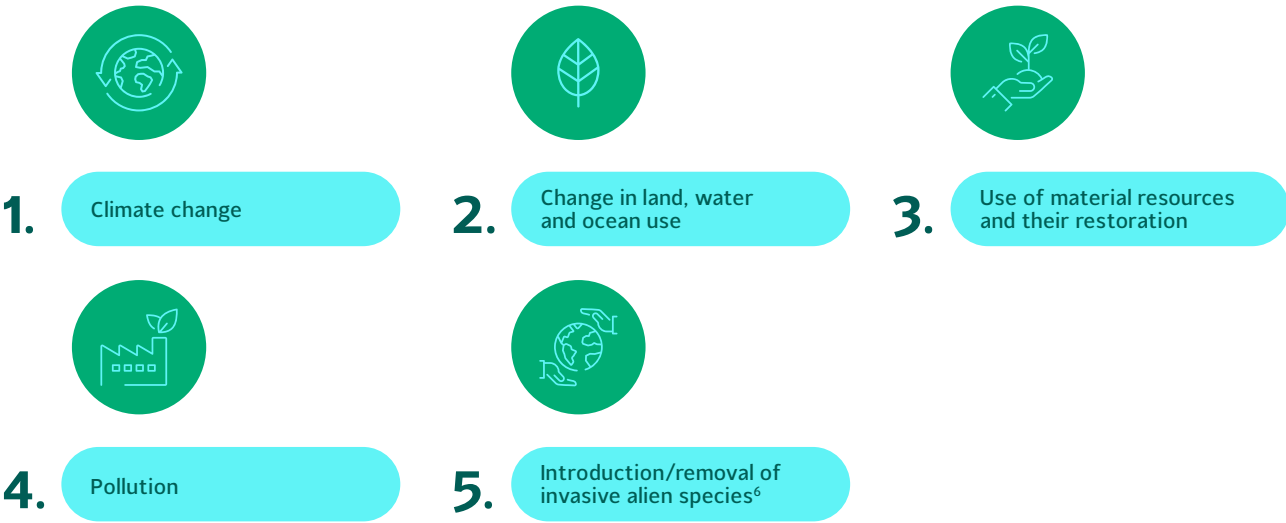 1.
Climate change
2.
Change in land, water
and ocean use
3.
Use of material resources
and their restoration
4.
Pollution
5.
Introduction/removal of
invasive alien species⁶